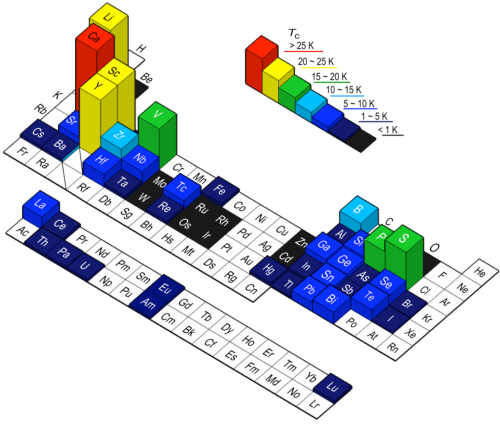 Tc
> 25 K
20 ~ 25 K
15 ~ 20 K
10 ~ 15 K
5 ~ 10 K
1 ~ 5 K
< 1 K
H He
Li Be B C O F Ne
Al P S Cl Ar
K Ca Sc V Cr Mn Fe Co Ni Cu Zn Ga Ge As Se Br Kr
Rb Sr Y Zr Nb Mo Tc Ru Rh Pd Ag Cd In Sn Sb Te I Xe
Cs Ba Hf Ta W Re Os Ir Pt Au Hg Tl Pb Bi Po At Rn
Fr Ra Rf Db Sg Bh Hs Mt Ds Rg Cn
La Ce Pr Nd Pm Sm Eu Gd Tb Dy Ho Er Tm Yb Lu
Ac Th Pa U Np Pu Am Cm Bk Cf Es Fm Md No Lr